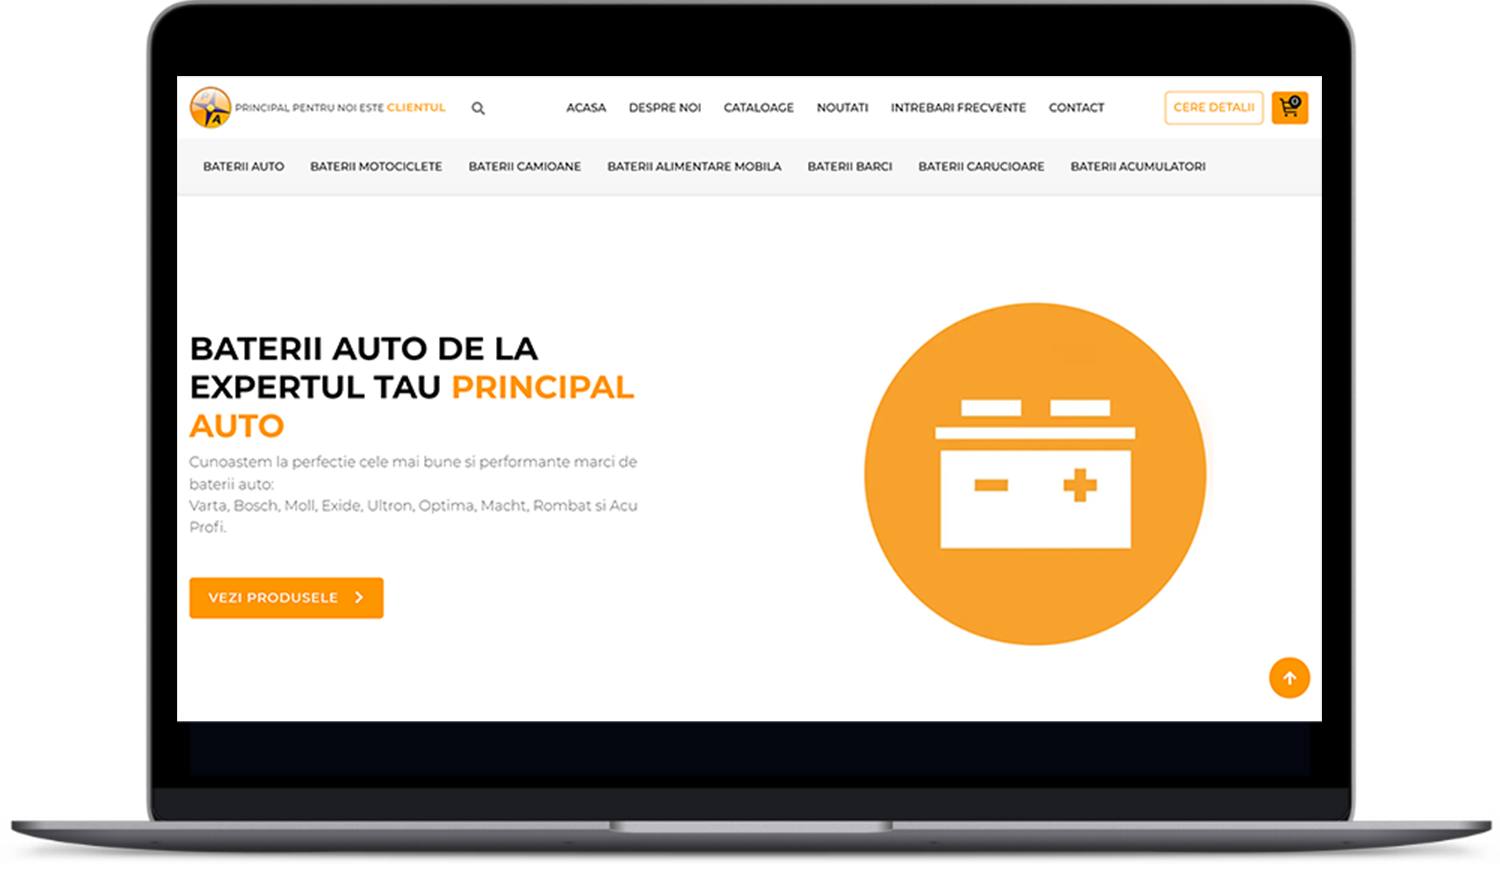 PRINCIPAL PENTRU NOI ESTE CLIENTUL
ACASA DESPRE NOI CATALOAGE NOUTATI INTREBARI FRECVENTE CONTACT CERE DETALII 0
BATERII AUTO BATERII MOTOCICLETE BATERII CAMIOANE BATERII ALIMENTARE MOBILA BATERII BARCI BATERII CARUCIOARE BATERII ACUMULATORI
BATERII AUTO DE LA
EXPERTUL TAU PRINCIPAL
AUTO
Cunoastem la perfectie cele mai bune si performante marci de
baterii auto:
Varta, Bosch, Moll, Exide, Ultron, Optima, Macht, Rombat si Acu
Profi.
VEZI PRODUSELE